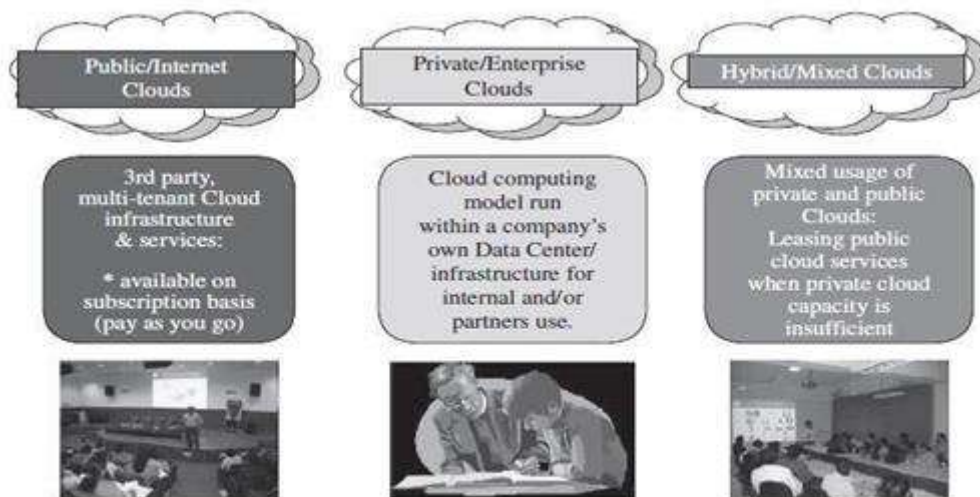 Public/Internet
Clouds
3rd party,
multi-tenant Cloud
infrastructure
& services:
* available on
subscription basis
(pay as you go)
Private/Enterprise
Clouds
Cloud computing
model run
within a company's
own Data Center/
infrastructure for
internal and/or
partners use.
Hybrid/Mixed Clouds
Mixed usage of
private and public
Clouds:
Leasing public
cloud services
when private cloud
capacity is
insufficient